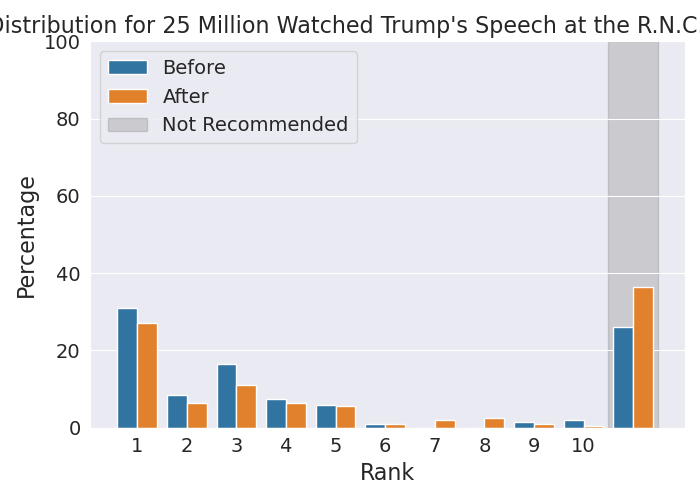 Distribution for 25 Million Watched Trump's Speech at the R.N.C.
100
80
60
40
20
0
Percentage
Before
After
Not Recommended
1 2 3 4 5 6 7 8 9 10
Rank